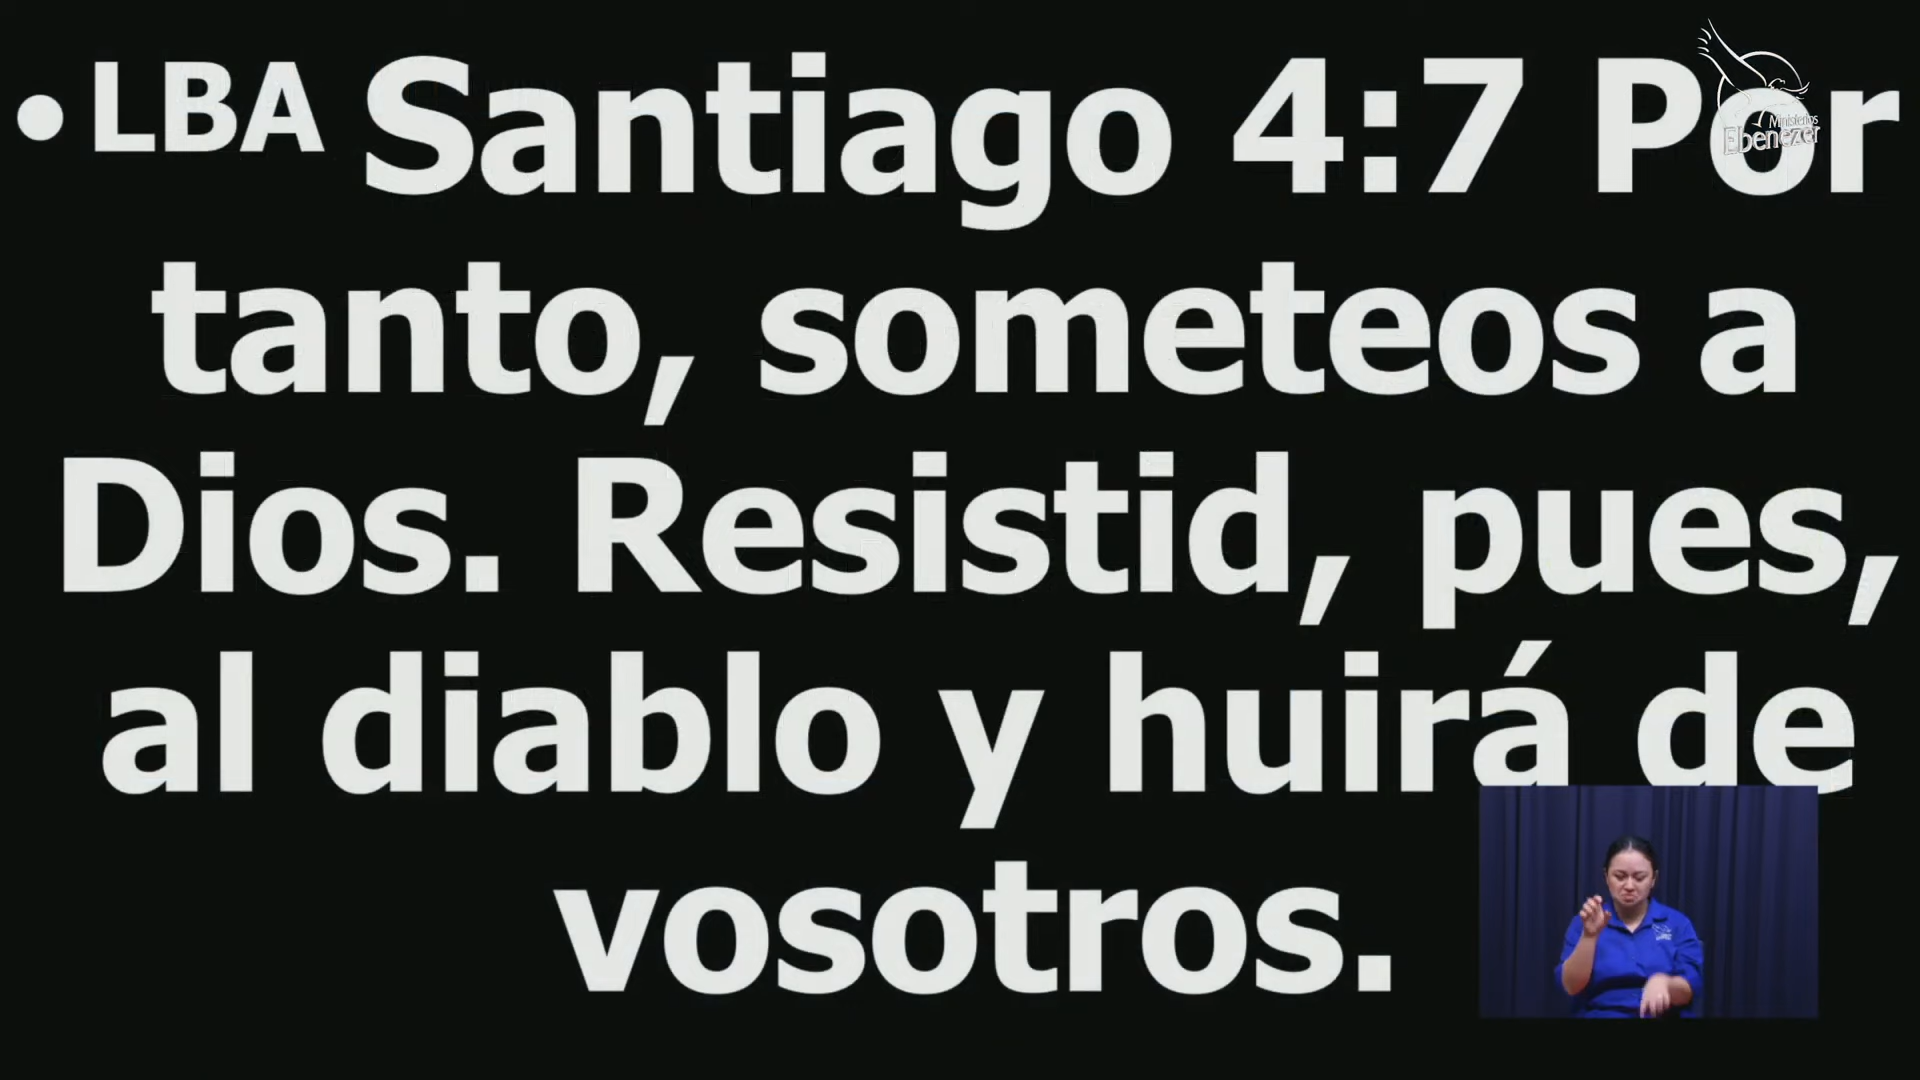 • LBA Santiago 4:7 Por
tanto, someteos a
Dios. Resistid, pues,
al diablo y huirá de
vosotros.
Ministerios
Ebenezer